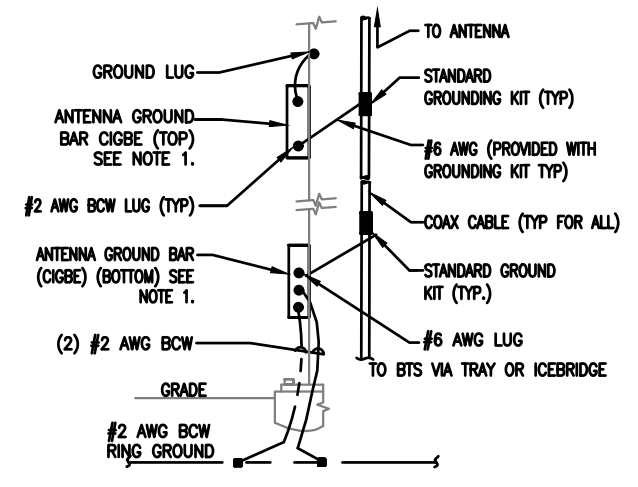 TO ANTENNA
GROUND LUG
STANDARD
GROUNDING KIT (TYP)
ANTENNA GROUND
BAR CIGBE (TOP)
SEE NOTE 1.
#6 AWG (PROVIDED WITH
GROUNDING KIT TYP)
#2 AWG BCW LUG (TYP)
COAX CABLE (TYP FOR ALL)
ANTENNA GROUND BAR
(CIGBE) (BOTTOM) SEE
NOTE 1.
STANDARD GROUND
KIT (TYP.)
(2) #2 AWG BCW
#6 AWG LUG
TO BTS VIA TRAY OR ICEBRIDGE
GRADE
#2 AWG BCW
RING GROUND